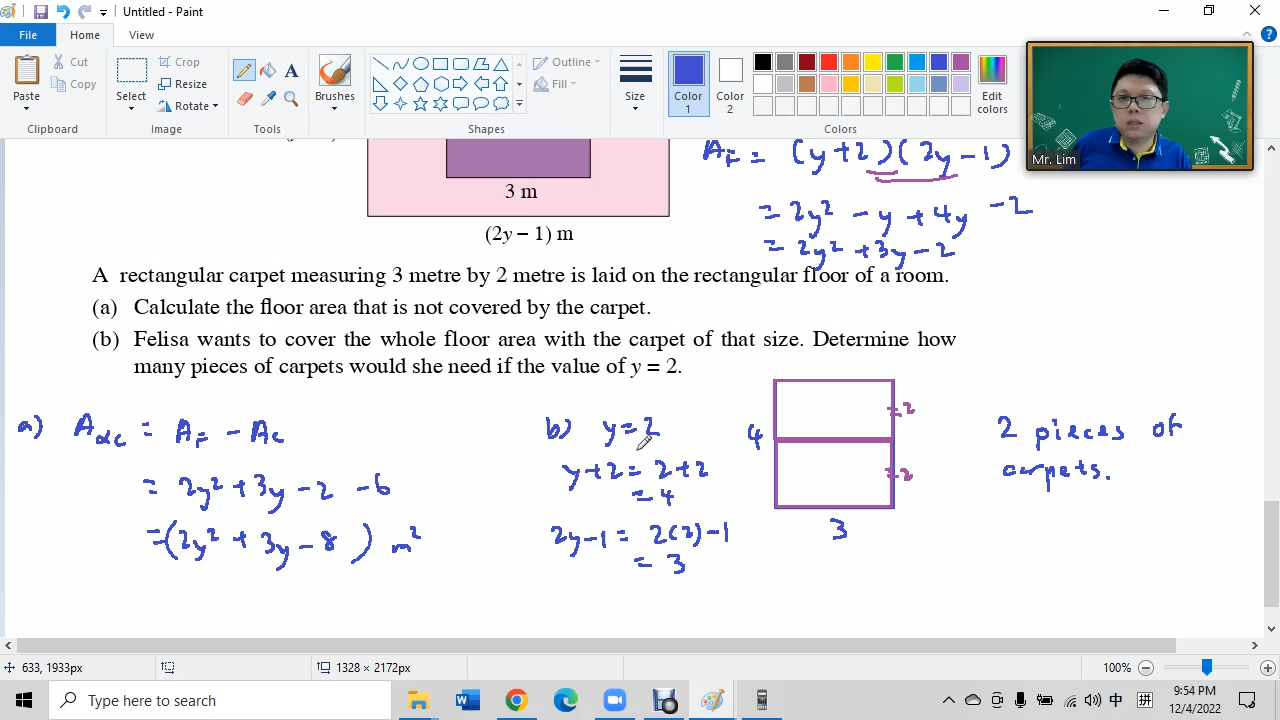 Untitled - Paint
File Home View
Paste Cut Copy Clipboard
Select Crop Resize Rotate Image
Tools
Brushes
Shapes
Outline Fill
Size
Color 1 Color 2 Edit colors Colors
Mr. Lim
A_F = (y+2)(2y-1)
3 m
= 2y² - y + 4y - 2
(2y − 1) m
= 2y² + 3y - 2
A rectangular carpet measuring 3 metre by 2 metre is laid on the rectangular floor of a room.
(a) Calculate the floor area that is not covered by the carpet.
(b) Felisa wants to cover the whole floor area with the carpet of that size. Determine how
many pieces of carpets would she need if the value of y = 2.
a) A = A_F - A_C
= 2y² + 3y - 2 - 6
= (2y² + 3y - 8) m²
b) y = 2
y+2 = 2+2
= 4
2y-1 = 2(2)-1
= 3
=2
4
=2
3
2 pieces of
carpets.
633, 1933px 1328 × 2172px 100%
Type here to search
中 拼 9:54 PM
12/4/2022